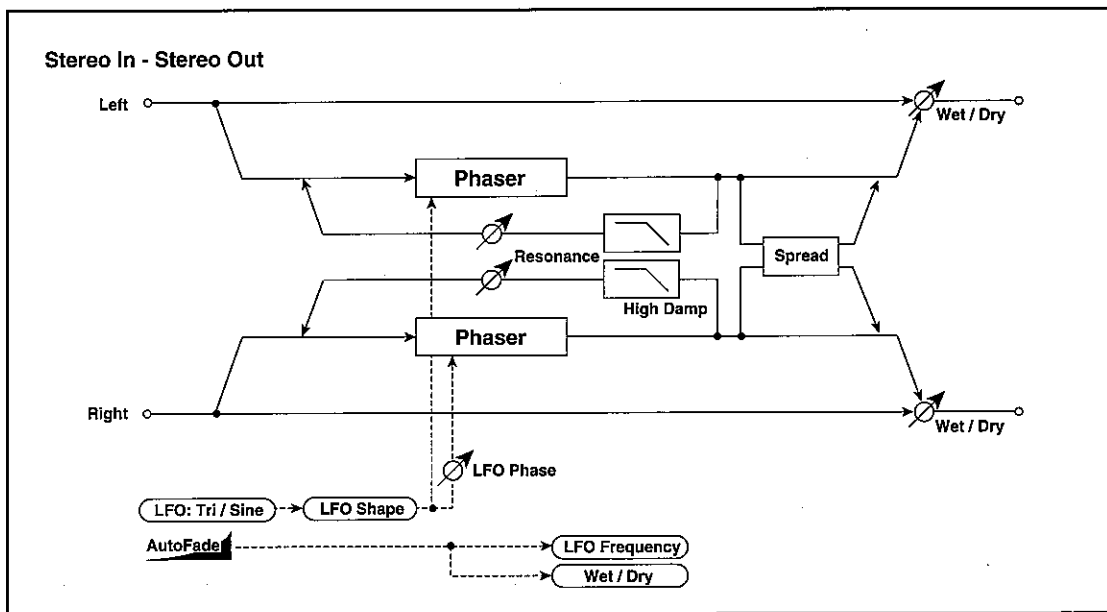 Stereo In - Stereo Out
Left
Wet / Dry
Phaser
Resonance
Spread
High Damp
Phaser
Right
Wet / Dry
LFO Phase
LFO: Tri / Sine
LFO Shape
AutoFade
LFO Frequency
Wet / Dry